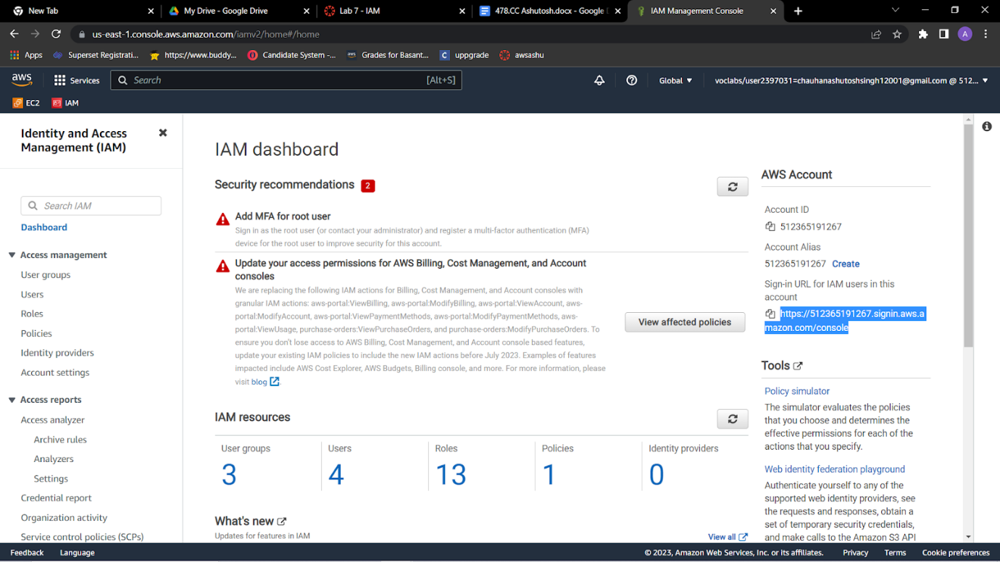 New Tab
My Drive - Google Drive
Lab 7 - IAM
478.CC Ashutosh.docx - Google
IAM Management Console
us-east-1.console.aws.amazon.com/iamv2/home#/home
A
Apps
Superset Registrati...
https://www.buddy...
Candidate System -...
aws
Grades for Basant...
C
uppgrade
awsashu
aws
Services
Search
[Alt+S]
Global
voclabs/user2397031=chauhanashutoshsingh12001@gmail.com @ 512...
EC2
IAM
Identity and Access
Management (IAM)
Search IAM
Dashboard
Access management
User groups
Users
Roles
Policies
Identity providers
Account settings
Access reports
Access analyzer
Archive rules
Analyzers
Settings
Credential report
Organization activity
Service control policies (SCPs)
IAM dashboard
Security recommendations 2
Add MFA for root user
Sign in as the root user (or contact your administrator) and register a multi-factor authentication (MFA)
device for the root user to improve security for this account.
Update your access permissions for AWS Billing, Cost Management, and Account
consoles
We are replacing the following IAM actions for Billing, Cost Management, and Account consoles with
granular IAM actions: aws-portal:ViewBilling, aws-portal:ModifyBilling, aws-portal:ViewAccount, aws-
portal:ModifyAccount, aws-portal:ViewPaymentMethods, aws-portal:ModifyPaymentMethods, aws-
portal:ViewUsage, purchase-orders:ViewPurchaseOrders, and purchase-orders:ModifyPurchaseOrders. To
ensure you don't lose access to AWS Billing, Cost Management, and Account console based features,
update your existing IAM policies to include the new IAM actions before July 2023. Examples of features
impacted include AWS Cost Explorer, AWS Budgets, Billing console, and more. For more information, please
visit blog
View affected policies
IAM resources
User groups
3
Users
4
Roles
13
Policies
1
Identity providers
0
What's new
Updates for features in IAM
View all
AWS Account
Account ID
512365191267
Account Alias
512365191267 Create
Sign-in URL for IAM users in this
account
https://512365191267.signin.aws.a
mazon.com/console
Tools
Policy simulator
The simulator evaluates the policies
that you choose and determines the
effective permissions for each of the
actions that you specify.
Web identity federation playground
Authenticate yourself to any of the
supported web identity providers, see
the requests and responses, obtain a
set of temporary security credentials,
and make calls to the Amazon S3 API
Feedback
Language
© 2023, Amazon Web Services, Inc. or its affiliates.
Privacy
Terms
Cookie preferences